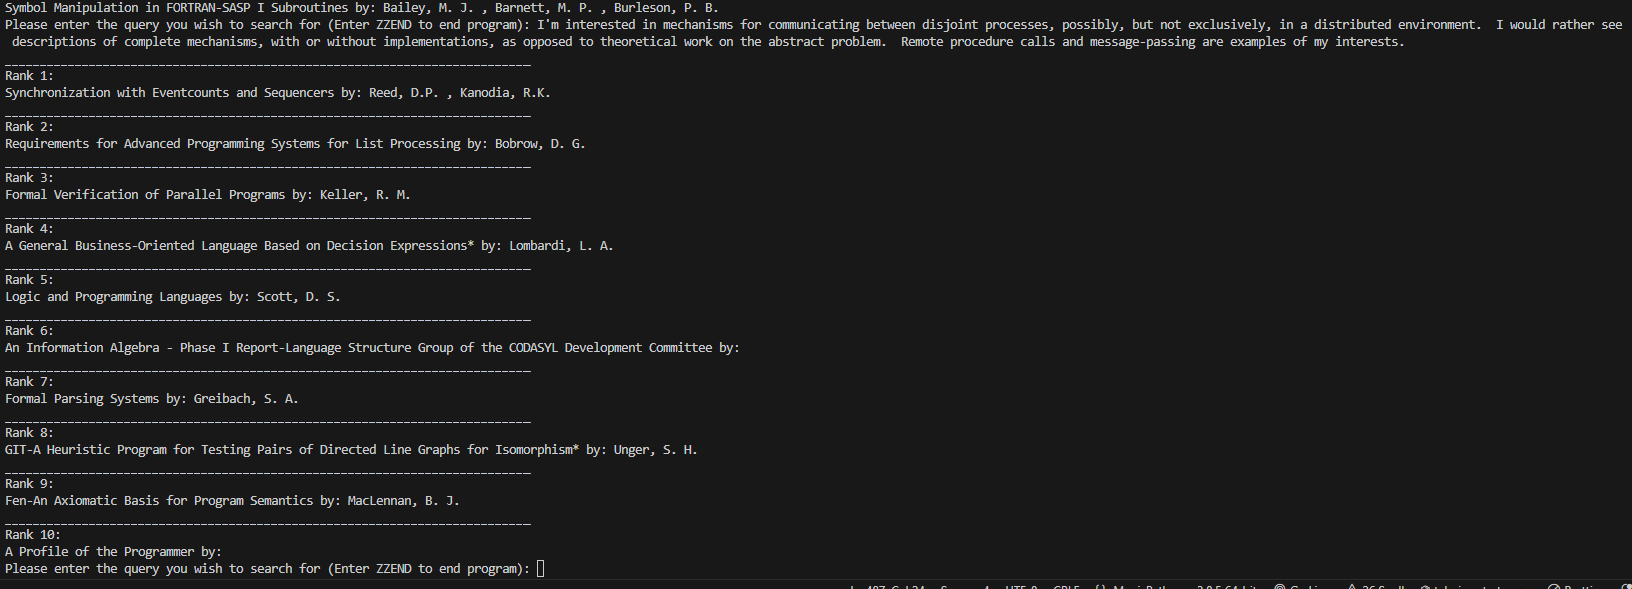 Symbol Manipulation in FORTRAN-SASP I Subroutines by: Bailey, M. J. , Barnett, M. P. , Burleson, P. B.
Please enter the query you wish to search for (Enter ZZEND to end program): I'm interested in mechanisms for communicating between disjoint processes, possibly, but not exclusively, in a distributed environment.  I would rather see
 descriptions of complete mechanisms, with or without implementations, as opposed to theoretical work on the abstract problem.  Remote procedure calls and message-passing are examples of my interests.
___________________________________________________________________________
Rank 1:
Synchronization with Eventcounts and Sequencers by: Reed, D.P. , Kanodia, R.K.
___________________________________________________________________________
Rank 2:
Requirements for Advanced Programming Systems for List Processing by: Bobrow, D. G.
___________________________________________________________________________
Rank 3:
Formal Verification of Parallel Programs by: Keller, R. M.
___________________________________________________________________________
Rank 4:
A General Business-Oriented Language Based on Decision Expressions* by: Lombardi, L. A.
___________________________________________________________________________
Rank 5:
Logic and Programming Languages by: Scott, D. S.
___________________________________________________________________________
Rank 6:
An Information Algebra - Phase I Report-Language Structure Group of the CODASYL Development Committee by:
___________________________________________________________________________
Rank 7:
Formal Parsing Systems by: Greibach, S. A.
___________________________________________________________________________
Rank 8:
GIT-A Heuristic Program for Testing Pairs of Directed Line Graphs for Isomorphism* by: Unger, S. H.
___________________________________________________________________________
Rank 9:
Fen-An Axiomatic Basis for Program Semantics by: MacLennan, B. J.
___________________________________________________________________________
Rank 10:
A Profile of the Programmer by:
Please enter the query you wish to search for (Enter ZZEND to end program):